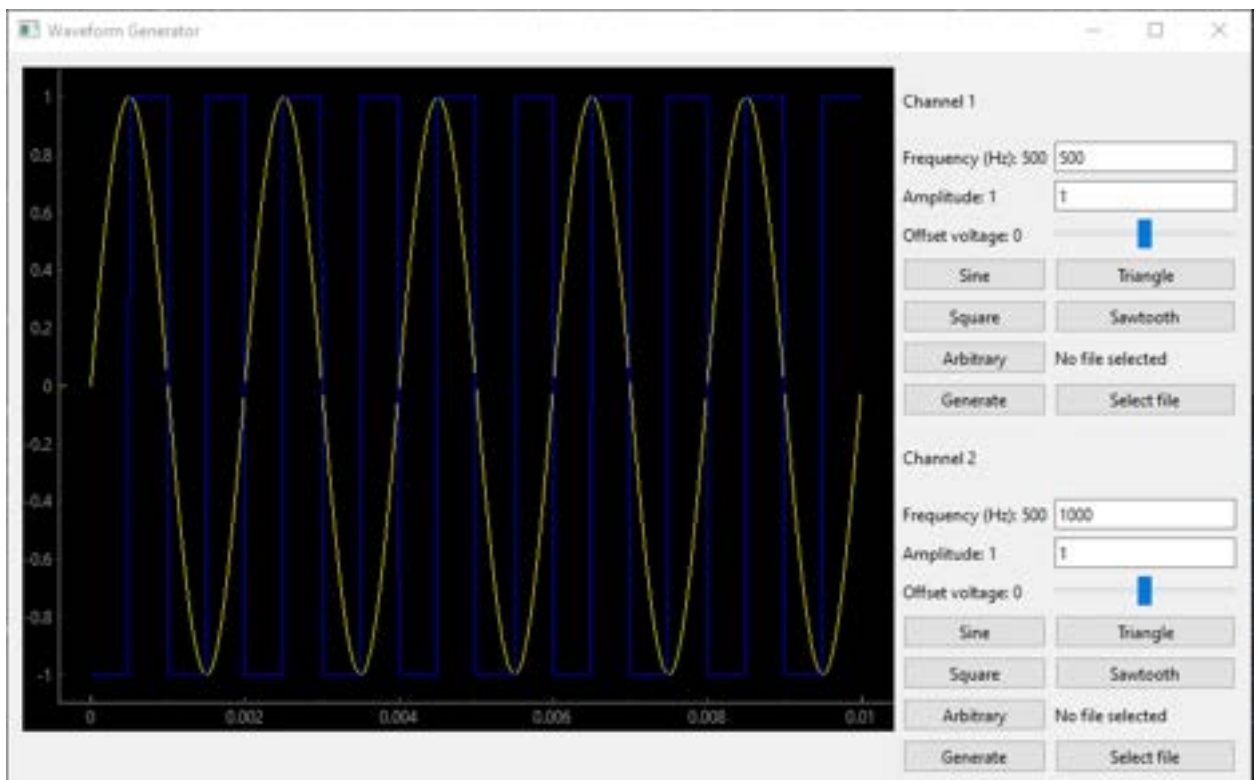 Waveform Generator
1
0.8
0.6
0.4
0.2
0
-0.2
-0.4
-0.6
-0.8
-1
0 0.002 0.004 0.006 0.008 0.01
Channel 1
Frequency (Hz): 500 500
Amplitude: 1 1
Offset voltage: 0
Sine Triangle
Square Sawtooth
Arbitrary No file selected
Generate Select file
Channel 2
Frequency (Hz): 500 1000
Amplitude: 1 1
Offset voltage: 0
Sine Triangle
Square Sawtooth
Arbitrary No file selected
Generate Select file